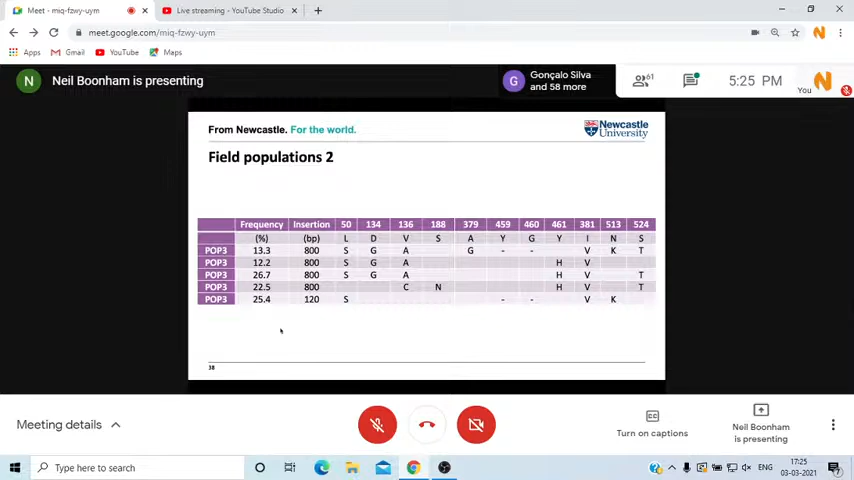 Meet - miq-fzwy-uym
Live streaming - YouTube Studio
meet.google.com/miq-fzwy-uym
Apps Gmail YouTube Maps
N Neil Boonham is presenting
G Gonçalo Silva and 58 more
61
5:25 PM
You
From Newcastle. For the world.
Newcastle University
Field populations 2
Frequency Insertion 50 134 136 188 379 459 460 461 381 513 524
(%) (bp) L D V S A Y G Y I N S
POP3 13.3 800 S G A G - - V K T
POP3 12.2 800 S G A H V
POP3 26.7 800 S G A H V T
POP3 22.5 800 C N H V T
POP3 25.4 120 S - - V K
38
Meeting details
Turn on captions
Neil Boonham is presenting
Type here to search
ENG
17:25
03-03-2021